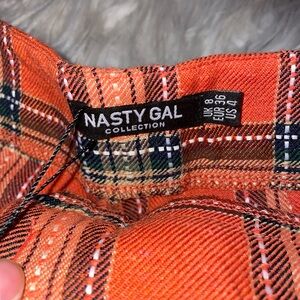 NASTY GAL
COLLECTION
UK 8
EUR 36
US 4